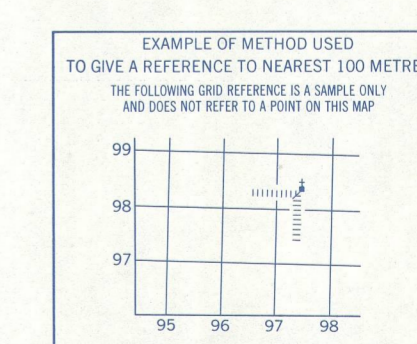 EXAMPLE OF METHOD USED
TO GIVE A REFERENCE TO NEAREST 100 METRE
THE FOLLOWING GRID REFERENCE IS A SAMPLE ONLY
AND DOES NOT REFER TO A POINT ON THIS MAP
99
98
97
95 96 97 98